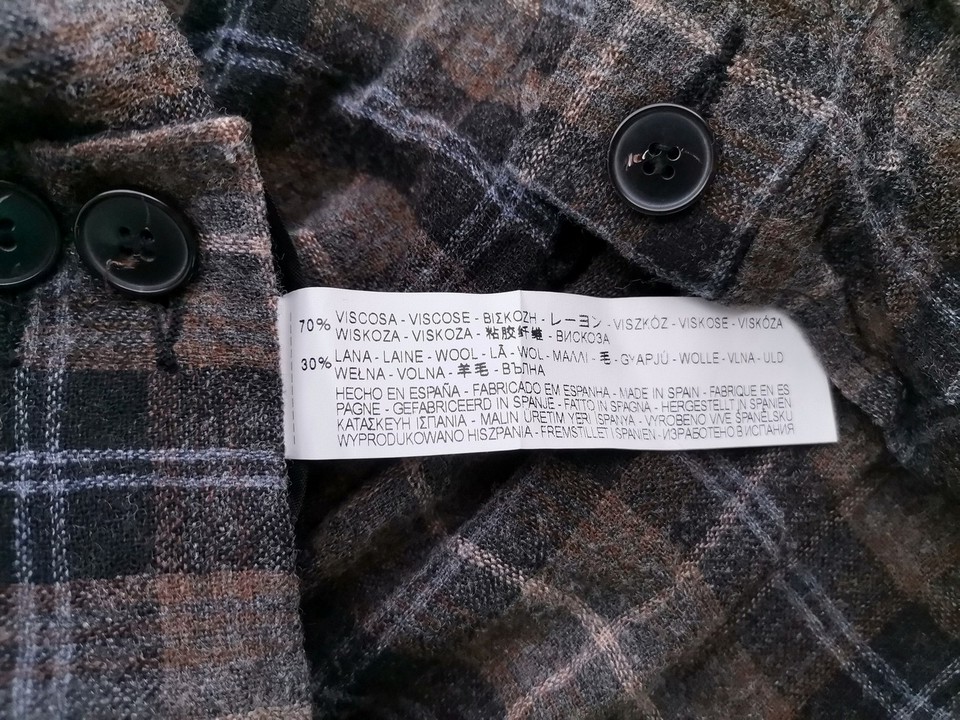 70% VISCOSA - VISCOSE - ΒΙΣΚΟΖΗ - レーヨン - VISZKÓZ - VISKOSE - VISKÓZA
WISKOZA - VISKOZA - 粘胶纤维 - ВИСКОЗА
30% LANA - LAINE - WOOL - LÃ - WOL - ΜΑΛΛΙ - 毛 - GYAPJÚ - WOLLE - VLNA - ULD
WEŁNA - VOLNA - 羊毛 - ВЪЛНА
HECHO EN ESPAÑA - FABRICADO EM ESPANHA - MADE IN SPAIN - FABRIQUE EN ES
PAGNE - GEFABRICEERD IN SPANJE - FATTO IN SPAGNA - HERGESTELLT IN SPANIEN
ΚΑΤΑΣΚΕΥΗ ΙΣΠΑΝΙΑ - MALIN ÜRETIM YERI ISPANYA - VYROBENO VE SPANELSKU
WYPRODUKOWANO HISZPANIA - FREMSTILLET I SPANIEN - ИЗРАБОТЕНО В ИСПАНИЯ